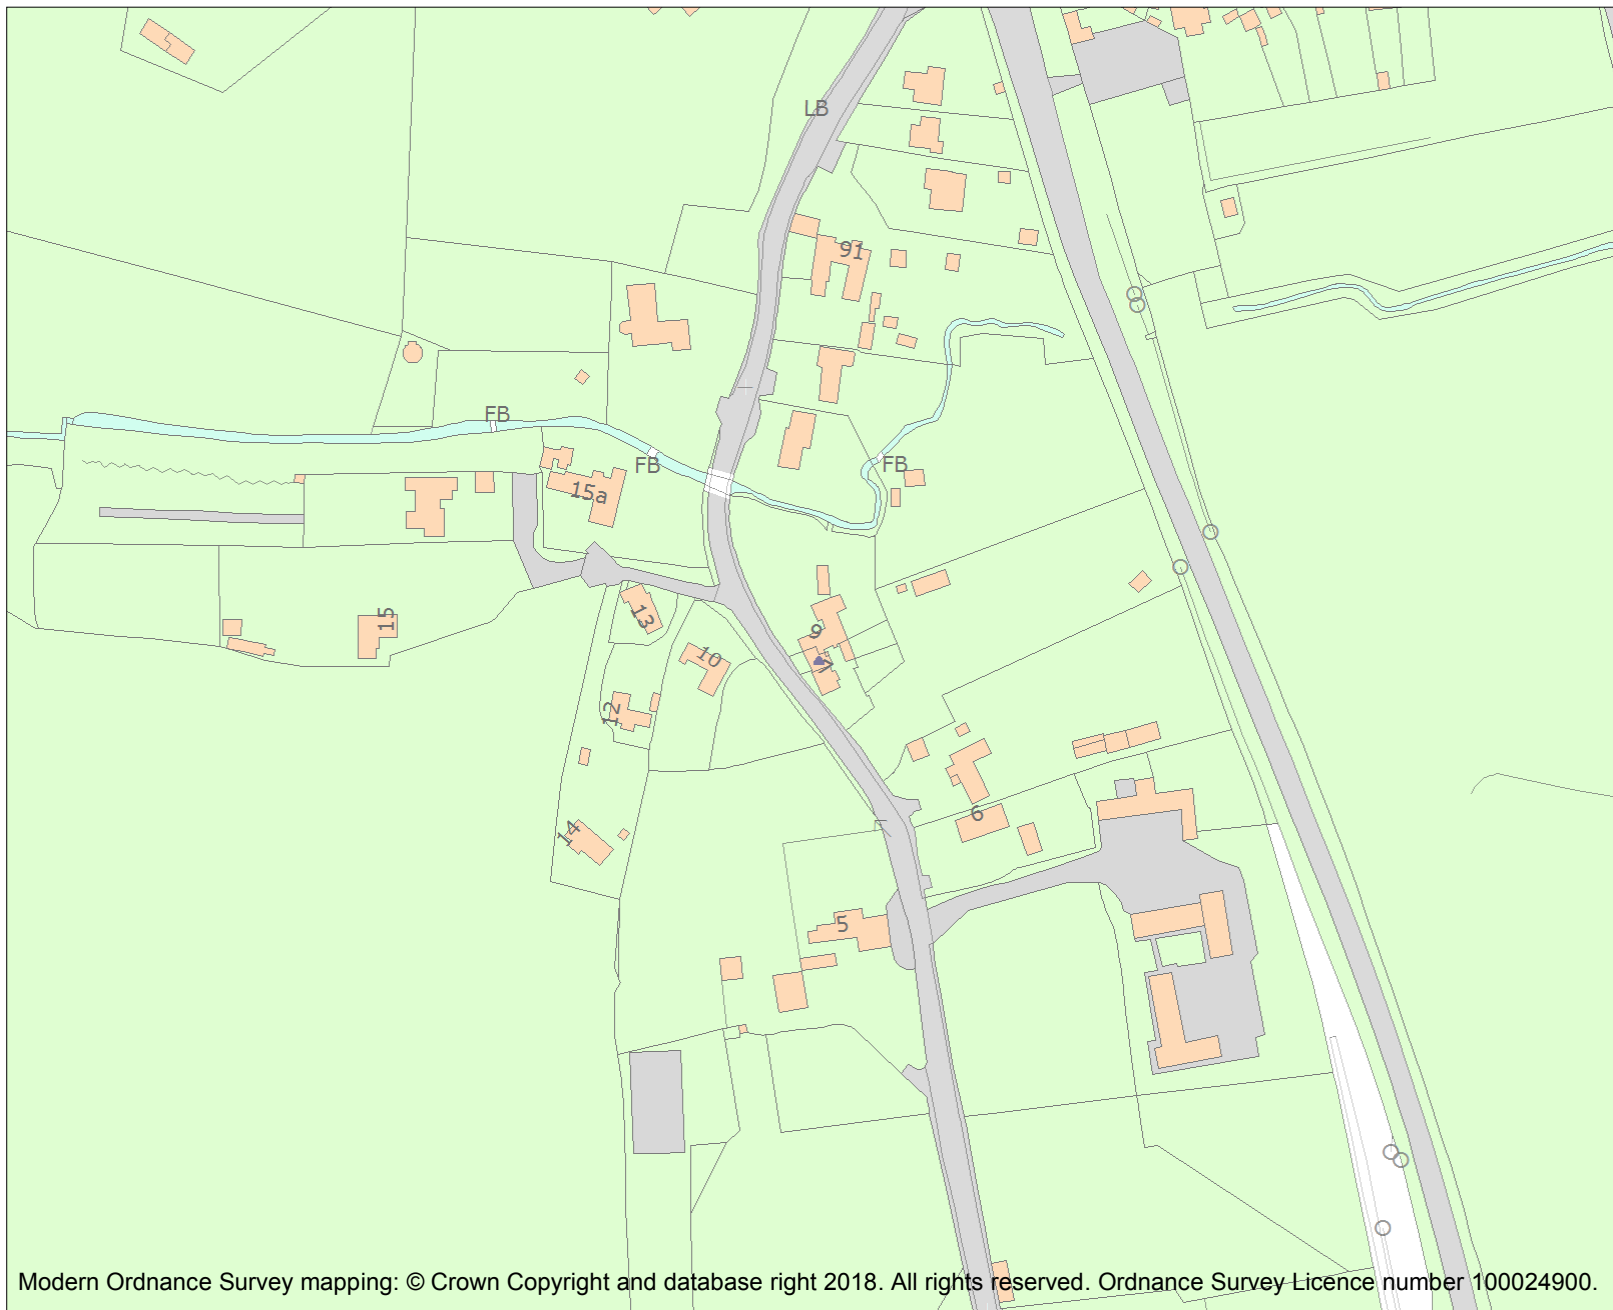 LB
91
FB
FB
FB
15a
15
13
9
7
10
12
6
14
5
Modern Ordnance Survey mapping: © Crown Copyright and database right 2018. All rights reserved. Ordnance Survey Licence number 100024900.